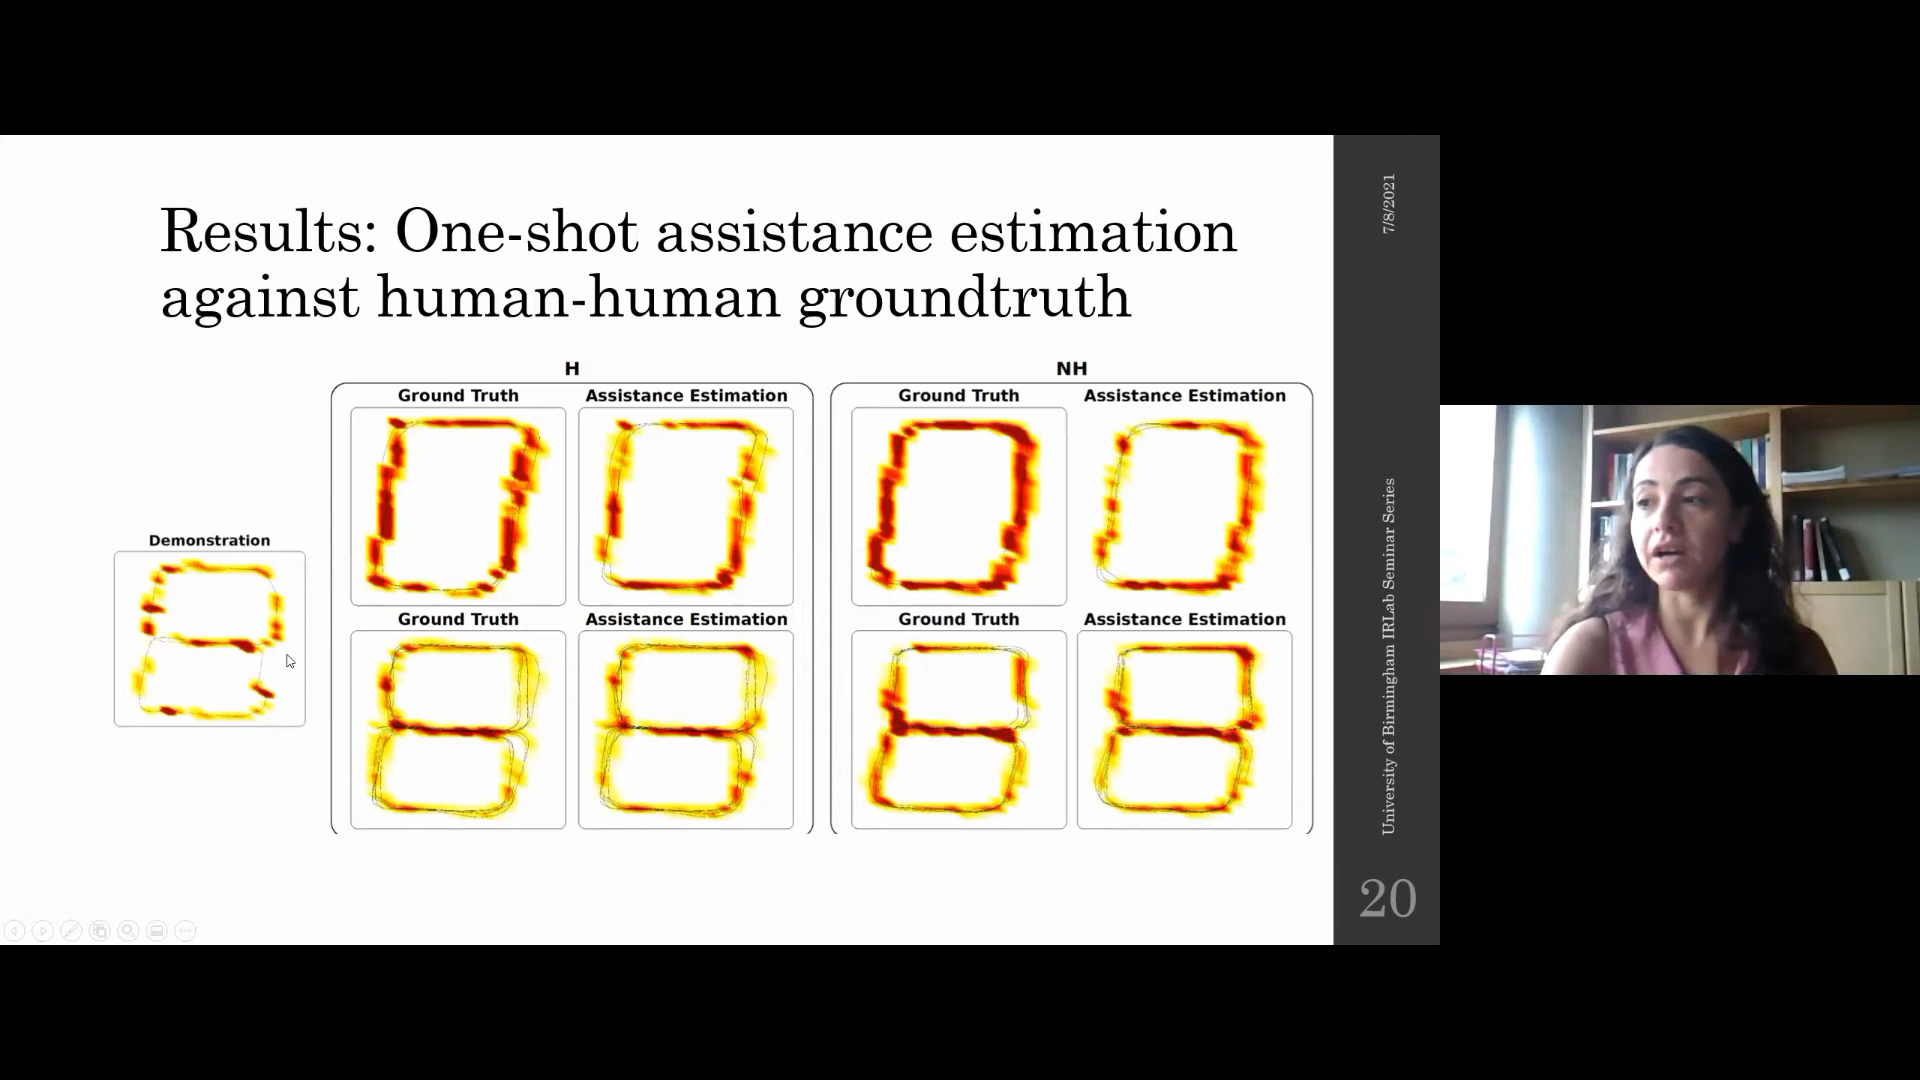 Results: One-shot assistance estimation
against human-human groundtruth
Demonstration
H
Ground Truth
Assistance Estimation
Ground Truth
Assistance Estimation
NH
Ground Truth
Assistance Estimation
Ground Truth
Assistance Estimation
7/8/2021
University of Birmingham IRLab Seminar Series
20